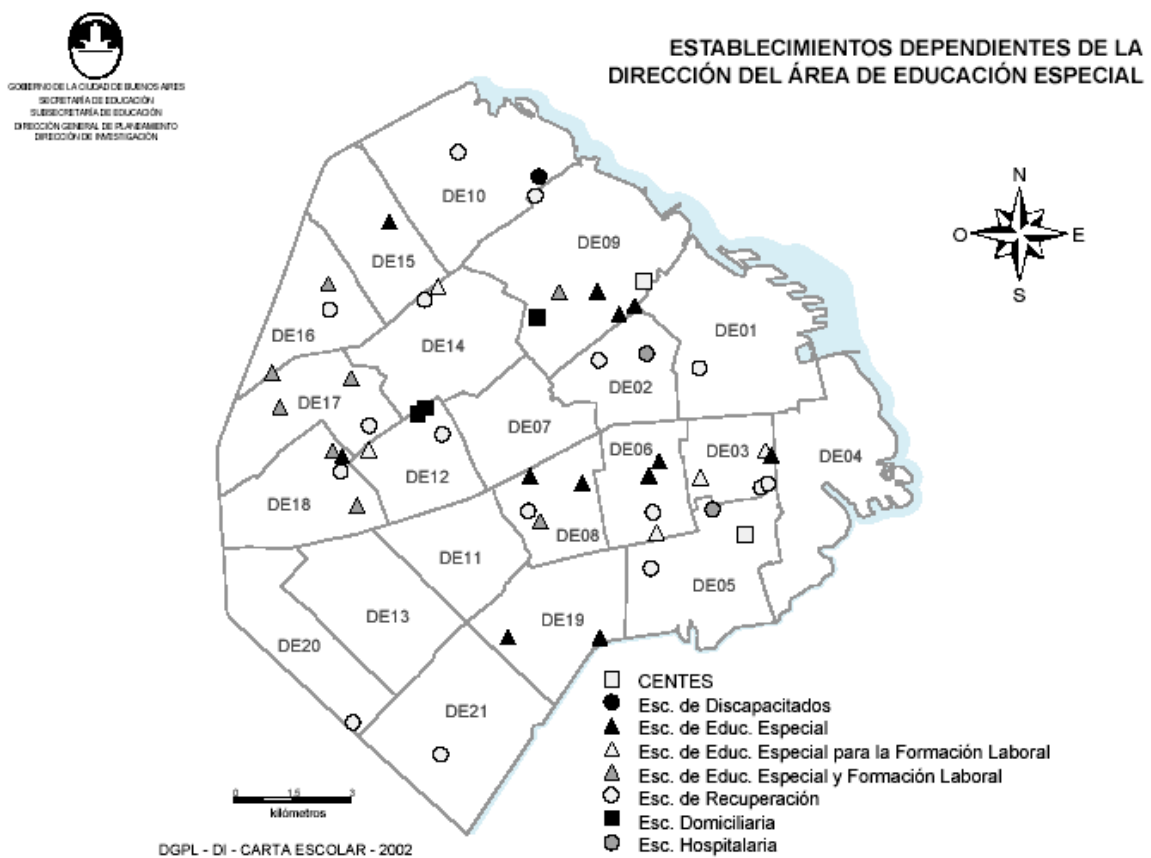 GOBIERNO DE LA CIUDAD DE BUENOS AIRES
SECRETARÍA DE EDUCACIÓN
SUBSECRETARÍA DE EDUCACIÓN
DIRECCIÓN GENERAL DE PLANEAMIENTO
DIRECCIÓN DE INVESTIGACIÓN
ESTABLECIMIENTOS DEPENDIENTES DE LA
DIRECCIÓN DEL ÁREA DE EDUCACIÓN ESPECIAL
N
O E
S
DE10
DE09
DE15
DE16
DE14
DE01
DE02
DE17
DE07
DE06
DE03
DE04
DE12
DE18
DE08
DE11
DE05
DE13
DE19
DE20
DE21
CENTES
Esc. de Discapacitados
Esc. de Educ. Especial
Esc. de Educ. Especial para la Formación Laboral
Esc. de Educ. Especial y Formación Laboral
Esc. de Recuperación
Esc. Domiciliaria
Esc. Hospitalaria
0 1,5 3
kilómetros
DGPL - DI - CARTA ESCOLAR - 2002